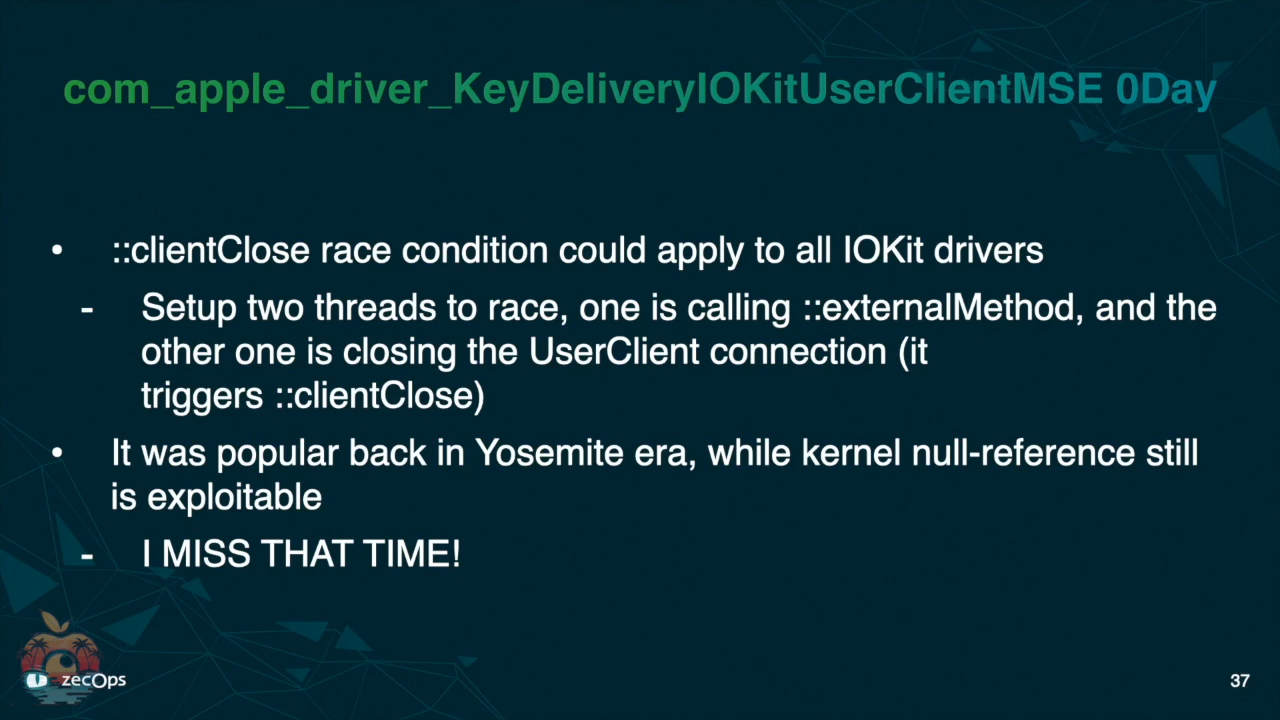 com_apple_driver_KeyDeliveryIOKitUserClientMSE 0Day
• ::clientClose race condition could apply to all IOKit drivers
- Setup two threads to race, one is calling ::externalMethod, and the
other one is closing the UserClient connection (it
triggers ::clientClose)
• It was popular back in Yosemite era, while kernel null-reference still
is exploitable
- I MISS THAT TIME!
zecOps
37